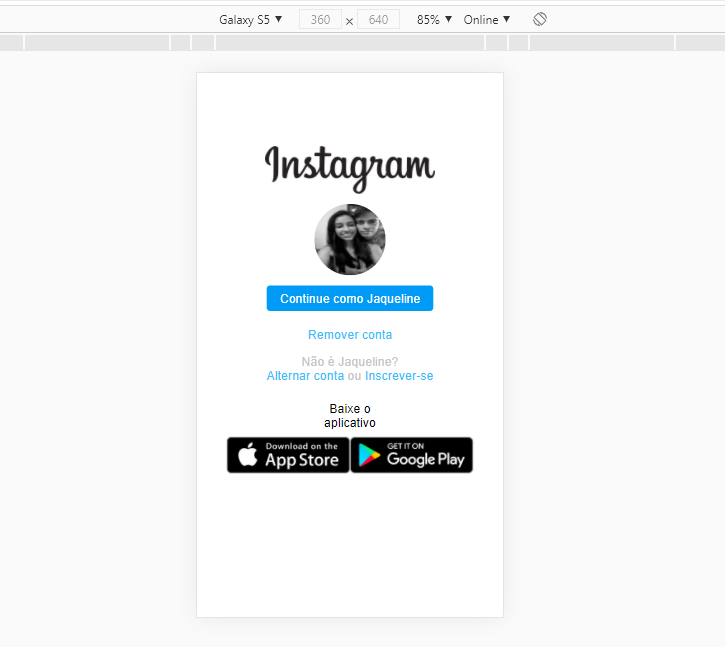 Galaxy S5 ▼ 360 × 640 85% ▼ Online ▼
Instagram
Continue como Jaqueline
Remover conta
Não è Jaqueline?
Alternar conta ou Inscrever-se
Baixe o
aplicativo
Download on the
App Store
GET IT ON
Google Play